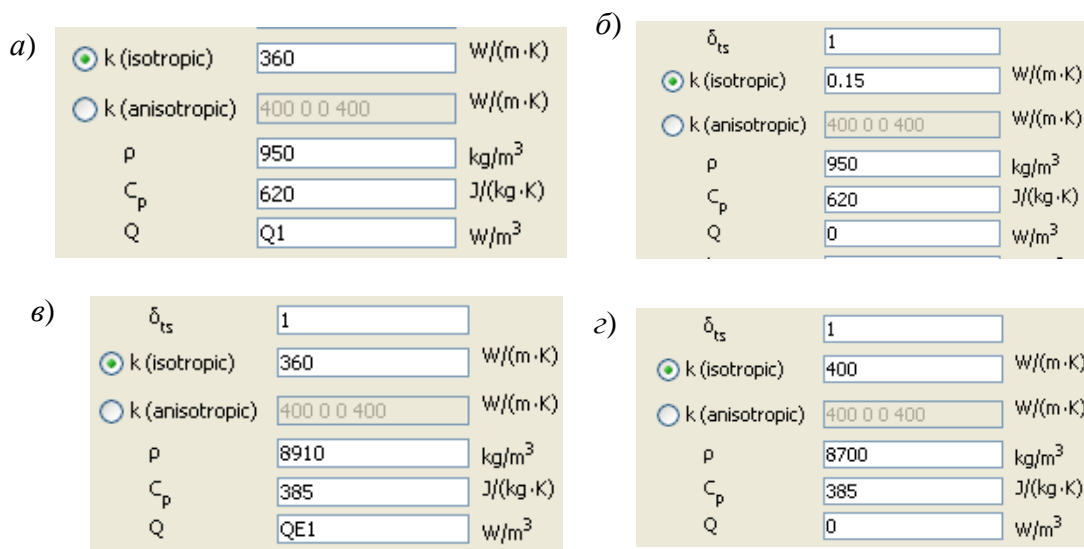 а)
k (isotropic) 360 W/(m·K)
k (anisotropic) 400 0 0 400 W/(m·K)
ρ 950 kg/m³
Cp 620 J/(kg·K)
Q Q1 W/m³
б)
δts 1
k (isotropic) 0.15 W/(m·K)
k (anisotropic) 400 0 0 400 W/(m·K)
ρ 950 kg/m³
Cp 620 J/(kg·K)
Q 0 W/m³
в)
δts 1
k (isotropic) 360 W/(m·K)
k (anisotropic) 400 0 0 400 W/(m·K)
ρ 8910 kg/m³
Cp 385 J/(kg·K)
Q QE1 W/m³
г)
δts 1
k (isotropic) 400 W/(m·K)
k (anisotropic) 400 0 0 400 W/(m·K)
ρ 8700 kg/m³
Cp 385 J/(kg·K)
Q 0 W/m³